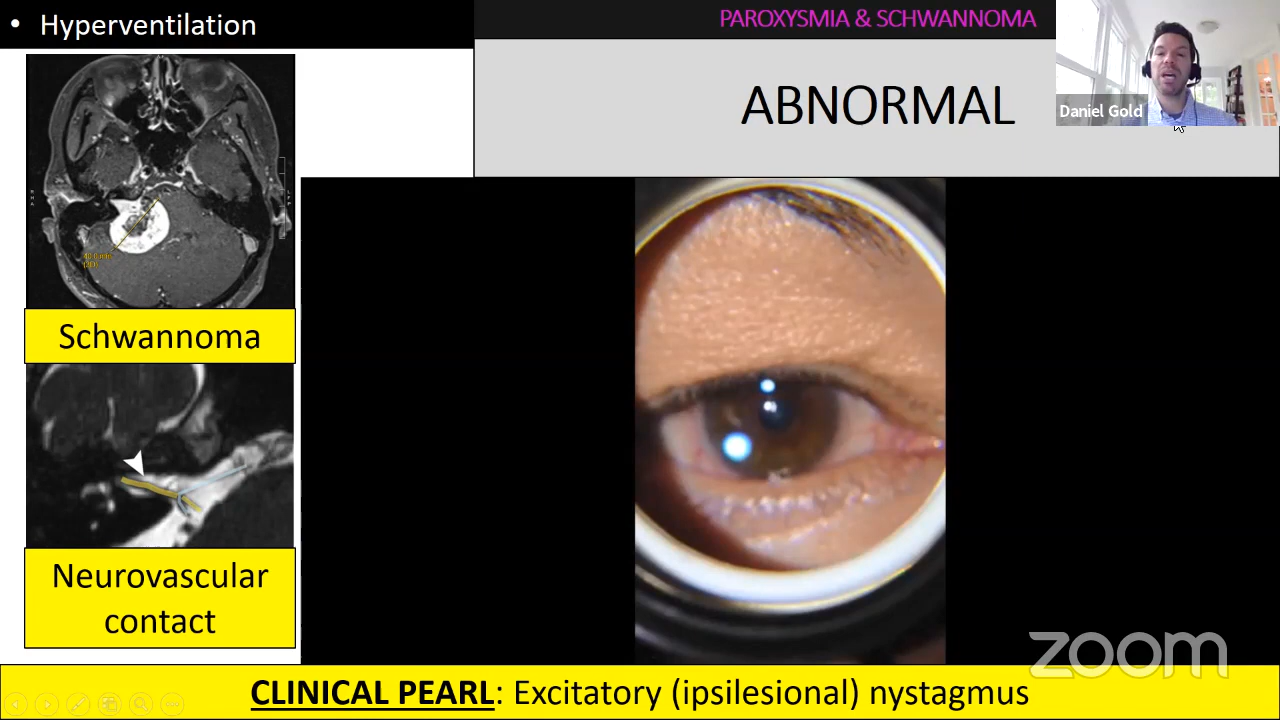 • Hyperventilation
PAROXYSMIA & SCHWANNOMA
ABNORMAL
Daniel Gold
Schwannoma
Neurovascular
contact
zoom
CLINICAL PEARL: Excitatory (ipsilesional) nystagmus